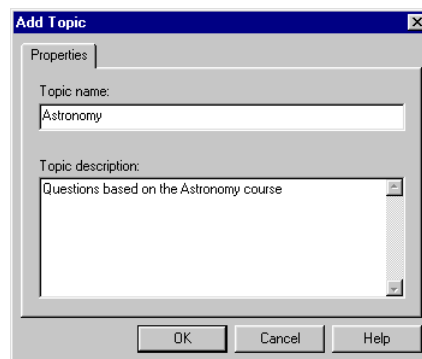 Add Topic
Properties
Topic name:
Astronomy
Topic description:
Questions based on the Astronomy course
OK Cancel Help